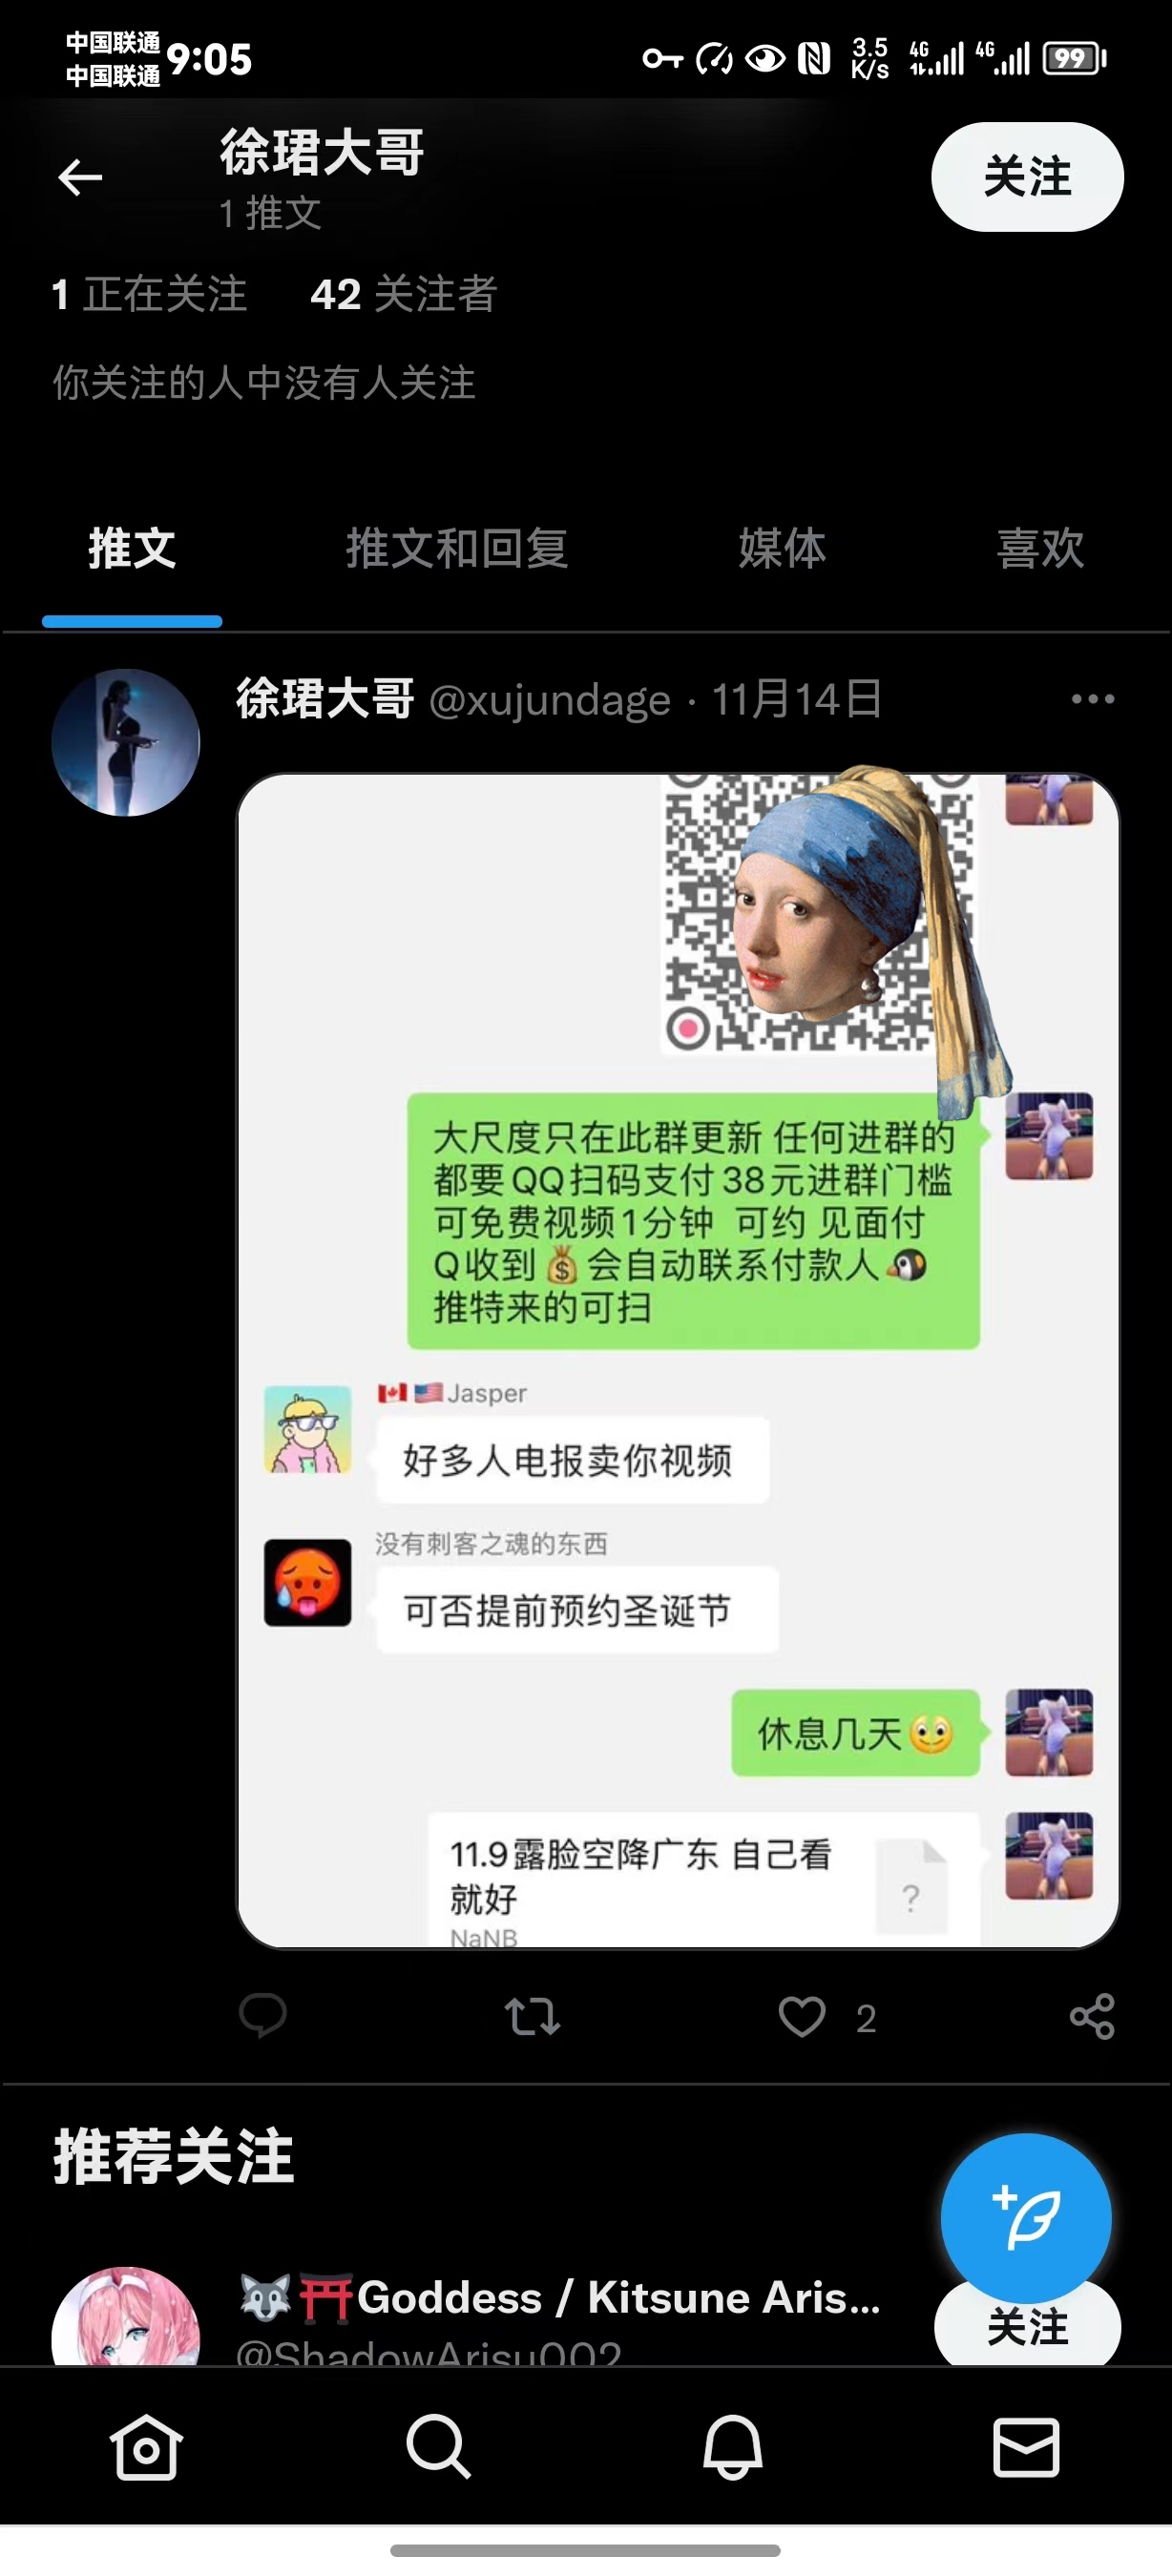 中国联通
中国联通
9:05
3.5
K/s
4G
4G
99
徐珺大哥
1 推文
关注
1 正在关注 42 关注者
你关注的人中没有人关注
推文 推文和回复 媒体 喜欢
徐珺大哥 @xujundage · 11月14日
大尺度只在此群更新 任何进群的
都要QQ扫码支付38元进群门槛
可免费视频1分钟 可约 见面付
Q收到💰会自动联系付款人🐧
推特来的可扫
🇨🇦🇺🇸Jasper
好多人电报卖你视频
没有刺客之魂的东西
可否提前预约圣诞节
休息几天
11.9露脸空降广东 自己看
就好
?
NaNB
2
推荐关注
🐺⛩️Goddess / Kitsune Aris...
@ShadowArisu002
关注